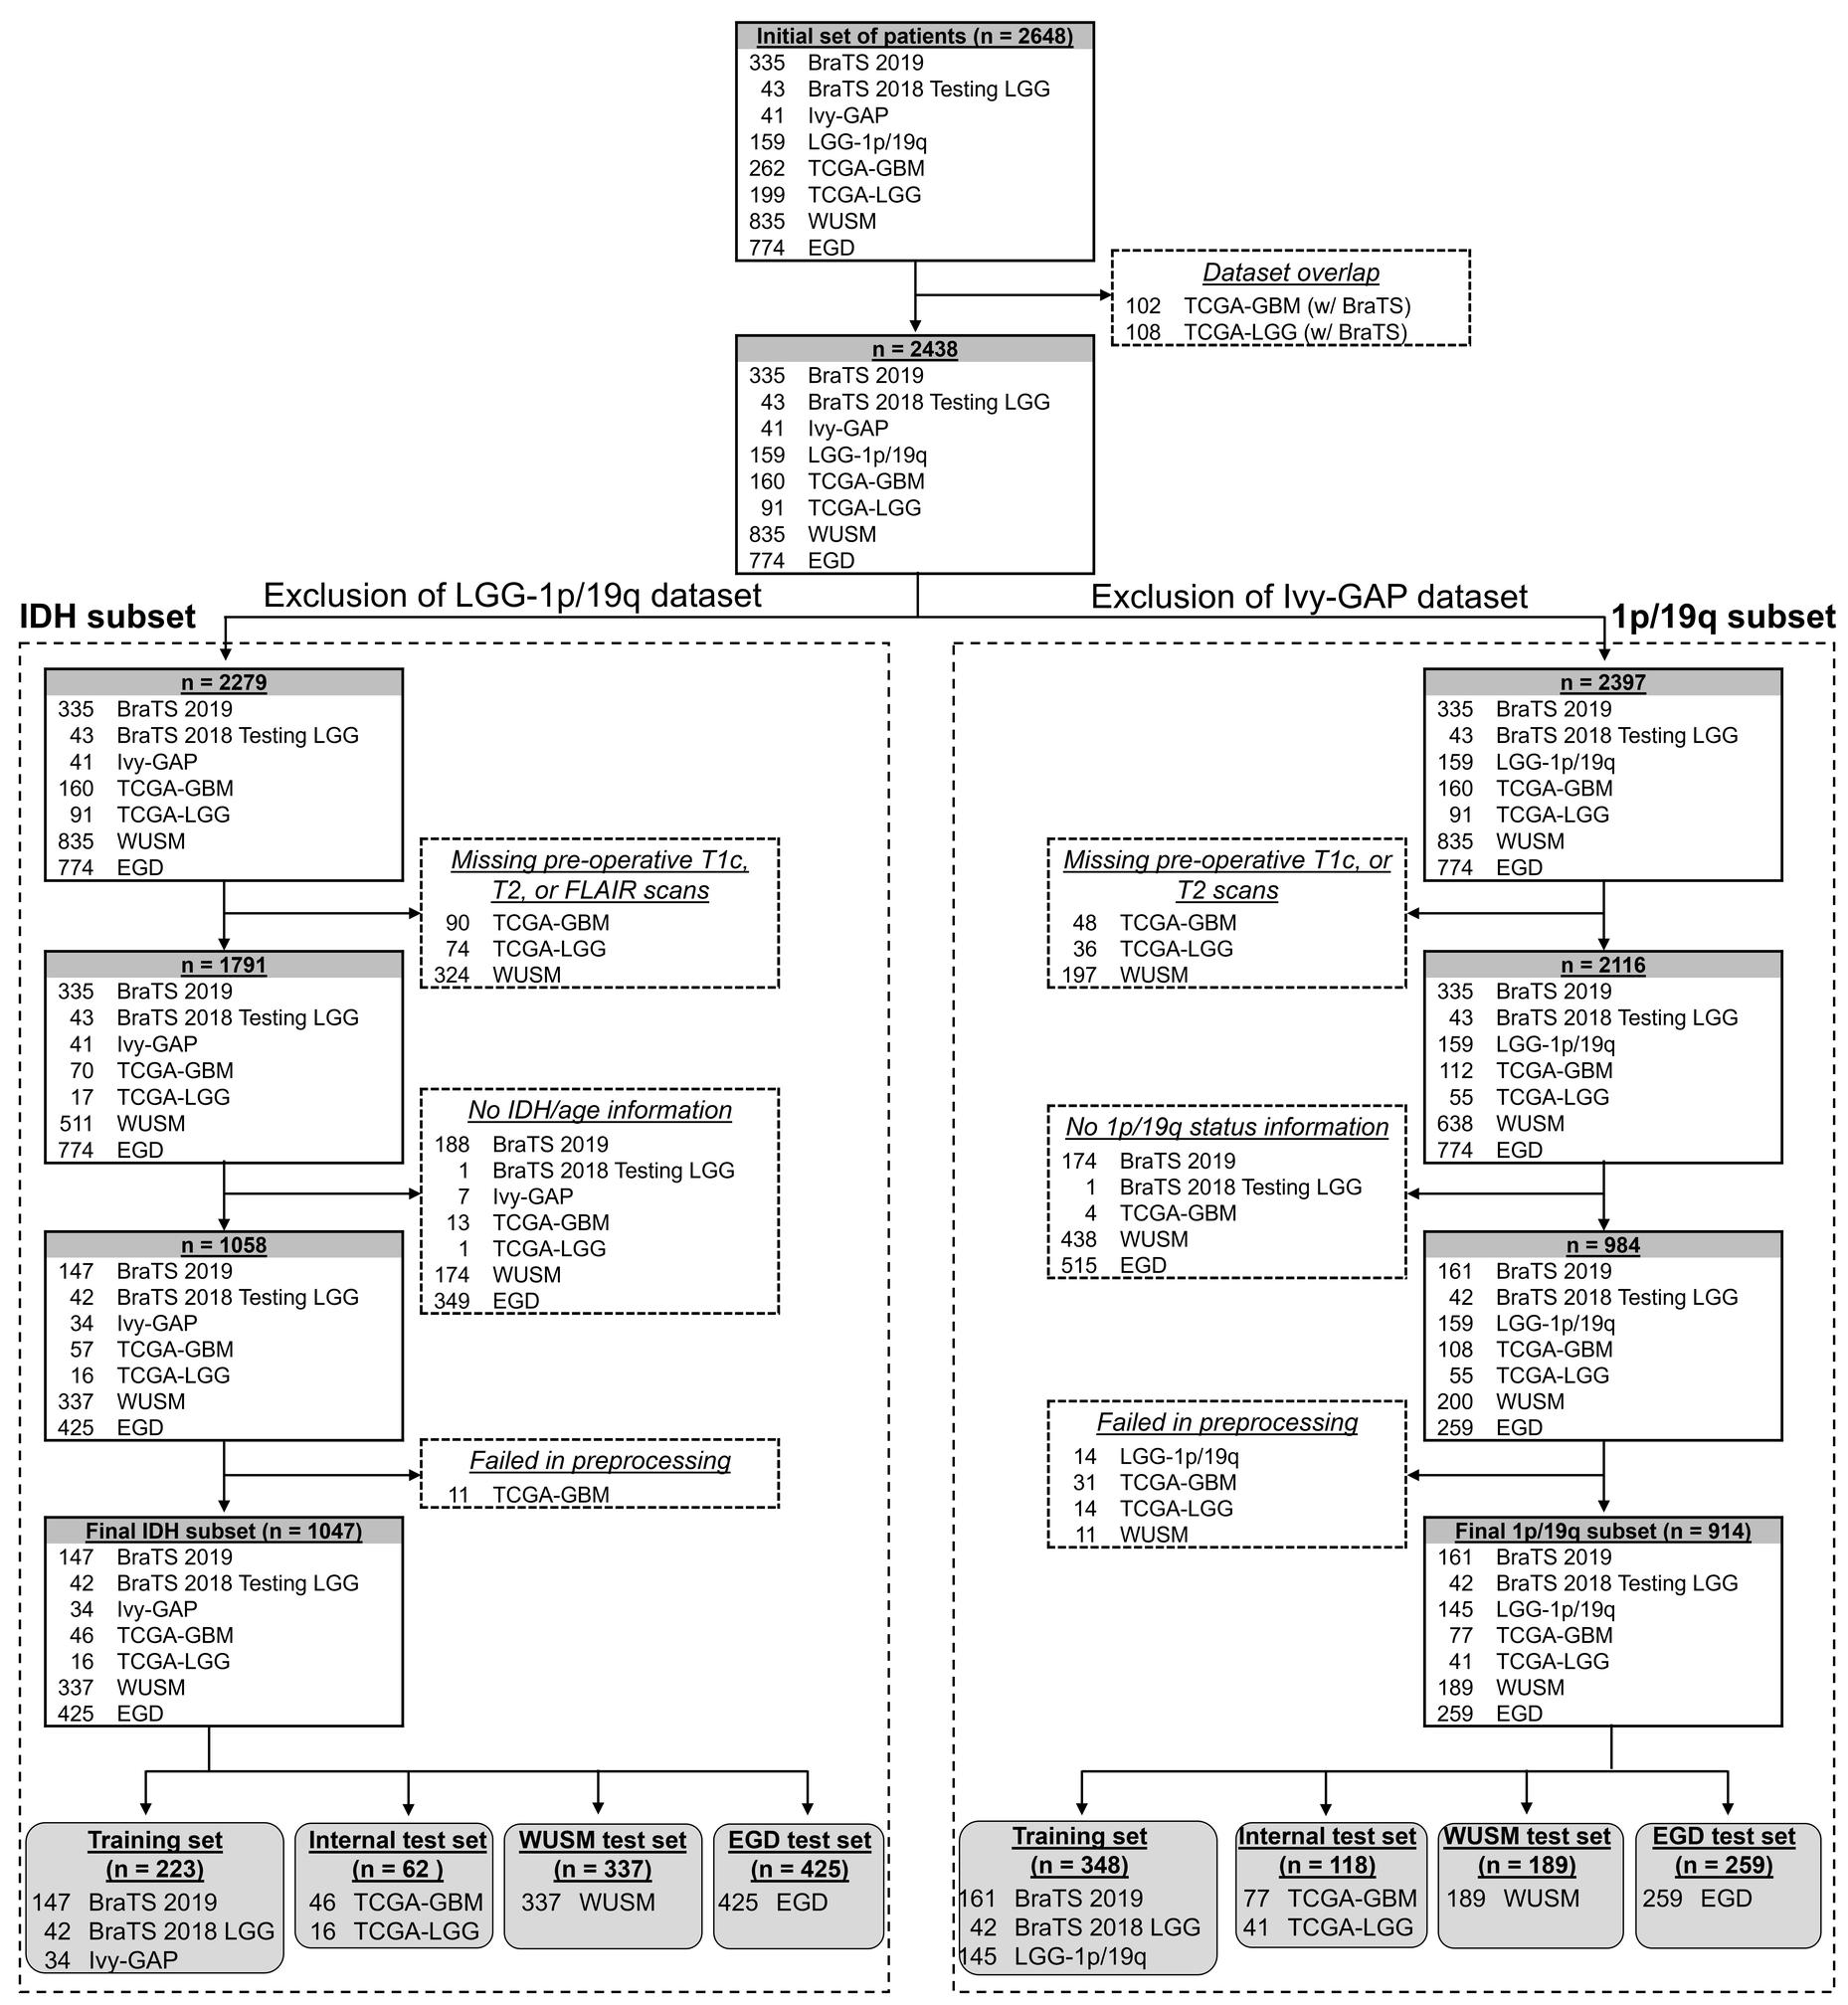 Initial set of patients (n = 2648)
335 BraTS 2019
43 BraTS 2018 Testing LGG
41 Ivy-GAP
159 LGG-1p/19q
262 TCGA-GBM
199 TCGA-LGG
835 WUSM
774 EGD
Dataset overlap
102 TCGA-GBM (w/ BraTS)
108 TCGA-LGG (w/ BraTS)
n = 2438
335 BraTS 2019
43 BraTS 2018 Testing LGG
41 Ivy-GAP
159 LGG-1p/19q
160 TCGA-GBM
91 TCGA-LGG
835 WUSM
774 EGD
Exclusion of LGG-1p/19q dataset
Exclusion of Ivy-GAP dataset
IDH subset
n = 2279
335 BraTS 2019
43 BraTS 2018 Testing LGG
41 Ivy-GAP
160 TCGA-GBM
91 TCGA-LGG
835 WUSM
774 EGD
Missing pre-operative T1c,
T2, or FLAIR scans
90 TCGA-GBM
74 TCGA-LGG
324 WUSM
n = 1791
335 BraTS 2019
43 BraTS 2018 Testing LGG
41 Ivy-GAP
70 TCGA-GBM
17 TCGA-LGG
511 WUSM
774 EGD
No IDH/age information
188 BraTS 2019
1 BraTS 2018 Testing LGG
7 Ivy-GAP
13 TCGA-GBM
1 TCGA-LGG
174 WUSM
349 EGD
n = 1058
147 BraTS 2019
42 BraTS 2018 Testing LGG
34 Ivy-GAP
57 TCGA-GBM
16 TCGA-LGG
337 WUSM
425 EGD
Failed in preprocessing
11 TCGA-GBM
Final IDH subset (n = 1047)
147 BraTS 2019
42 BraTS 2018 Testing LGG
34 Ivy-GAP
46 TCGA-GBM
16 TCGA-LGG
337 WUSM
425 EGD
Training set
(n = 223)
147 BraTS 2019
42 BraTS 2018 LGG
34 Ivy-GAP
Internal test set
(n = 62 )
46 TCGA-GBM
16 TCGA-LGG
WUSM test set
(n = 337)
337 WUSM
EGD test set
(n = 425)
425 EGD
1p/19q subset
n = 2397
335 BraTS 2019
43 BraTS 2018 Testing LGG
159 LGG-1p/19q
160 TCGA-GBM
91 TCGA-LGG
835 WUSM
774 EGD
Missing pre-operative T1c, or
T2 scans
48 TCGA-GBM
36 TCGA-LGG
197 WUSM
n = 2116
335 BraTS 2019
43 BraTS 2018 Testing LGG
159 LGG-1p/19q
112 TCGA-GBM
55 TCGA-LGG
638 WUSM
774 EGD
No 1p/19q status information
174 BraTS 2019
1 BraTS 2018 Testing LGG
4 TCGA-GBM
438 WUSM
515 EGD
n = 984
161 BraTS 2019
42 BraTS 2018 Testing LGG
159 LGG-1p/19q
108 TCGA-GBM
55 TCGA-LGG
200 WUSM
259 EGD
Failed in preprocessing
14 LGG-1p/19q
31 TCGA-GBM
14 TCGA-LGG
11 WUSM
Final 1p/19q subset (n = 914)
161 BraTS 2019
42 BraTS 2018 Testing LGG
145 LGG-1p/19q
77 TCGA-GBM
41 TCGA-LGG
189 WUSM
259 EGD
Training set
(n = 348)
161 BraTS 2019
42 BraTS 2018 LGG
145 LGG-1p/19q
Internal test set
(n = 118)
77 TCGA-GBM
41 TCGA-LGG
WUSM test set
(n = 189)
189 WUSM
EGD test set
(n = 259)
259 EGD